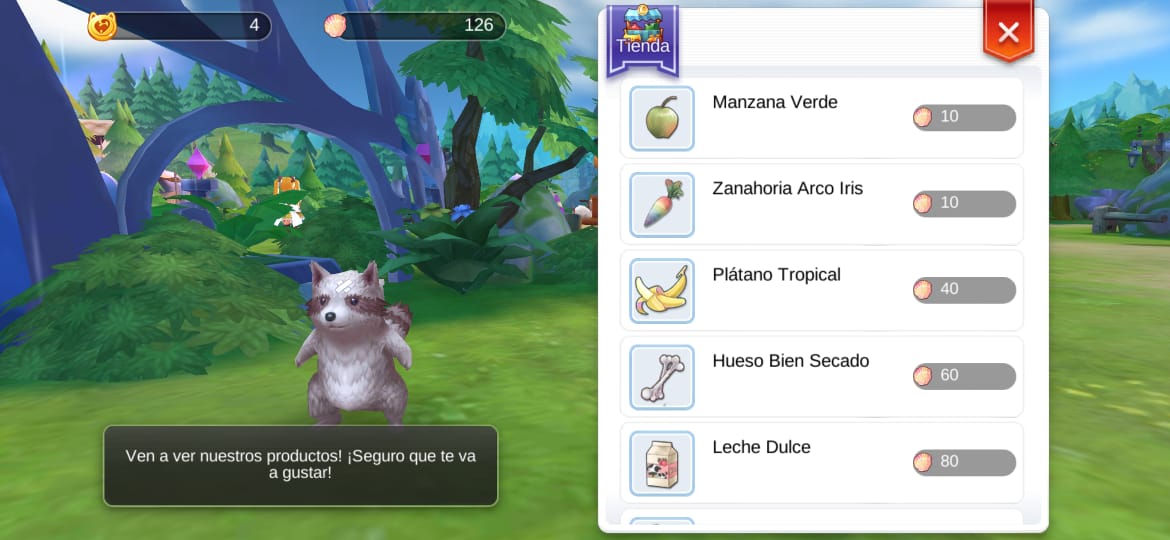 4
126
Tienda
Manzana Verde
10
Zanahoria Arco Iris
10
Plátano Tropical
40
Hueso Bien Secado
60
Leche Dulce
80
Ven a ver nuestros productos! ¡Seguro que te va
a gustar!